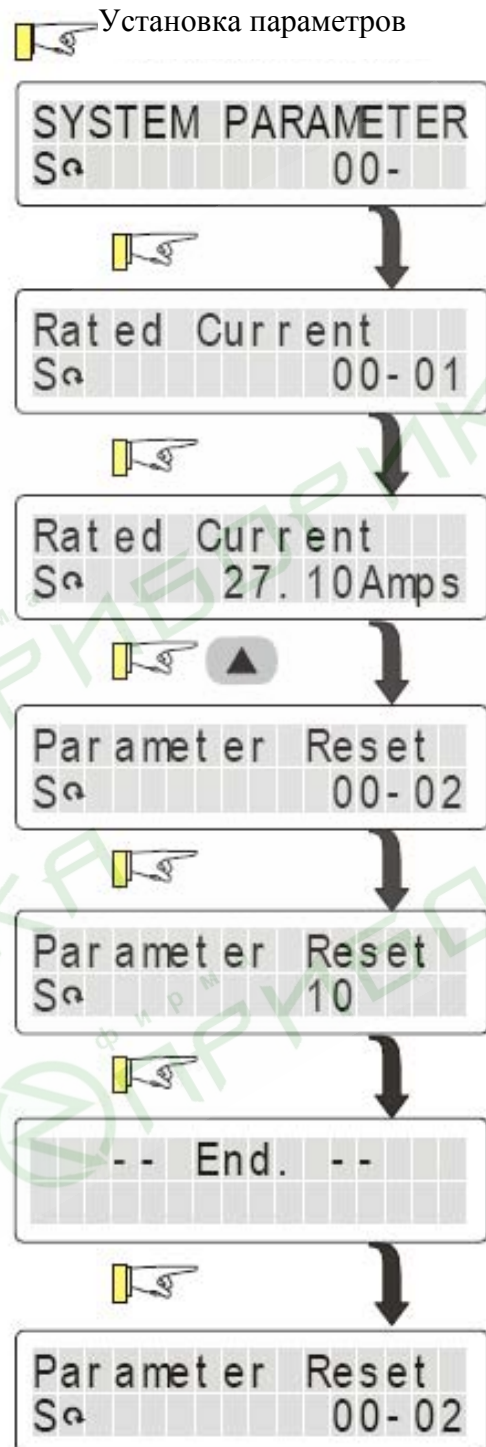 Установка параметров
SYSTEM PARAMETER
S 00-
Rated Current
S 00-01
Rated Current
S 27.10Amps
▲
Parameter Reset
S 00-02
Parameter Reset
S 10
-- End. --
Parameter Reset
S 00-02